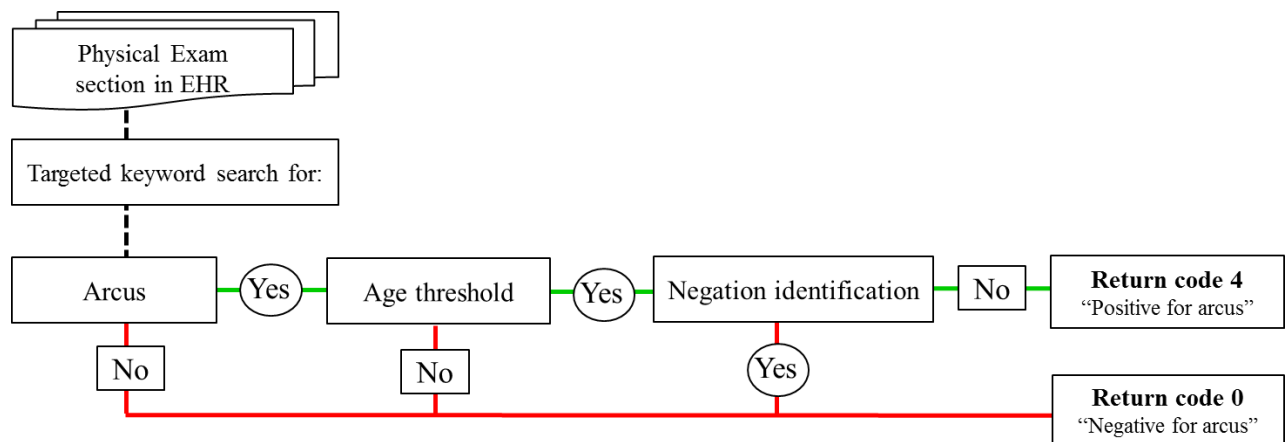 Physical Exam
section in EHR
Targeted keyword search for:
Arcus
Yes
Age threshold
Yes
Negation identification
No
Return code 4
“Positive for arcus”
No
No
Yes
Return code 0
“Negative for arcus”